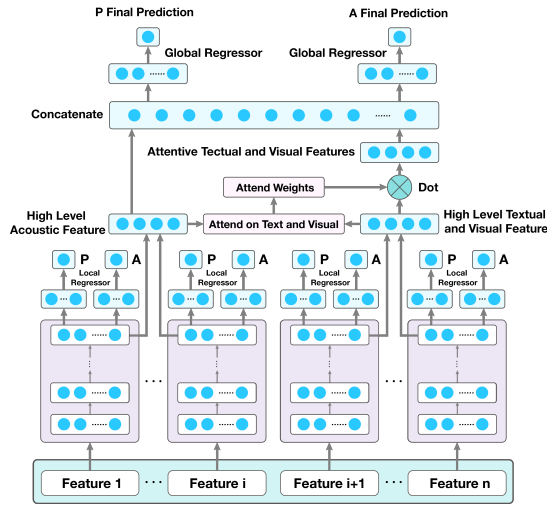 P Final Prediction
A Final Prediction
Global Regressor
Global Regressor
Concatenate
Attentive Tectual and Visual Features
Attend Weights
Dot
High Level
Acoustic Feature
Attend on Text and Visual
High Level Textual
and Visual Feature
P
A
Local
Regressor
P
A
Local
Regressor
P
A
Local
Regressor
P
A
Local
Regressor
Feature 1
Feature i
Feature i+1
Feature n